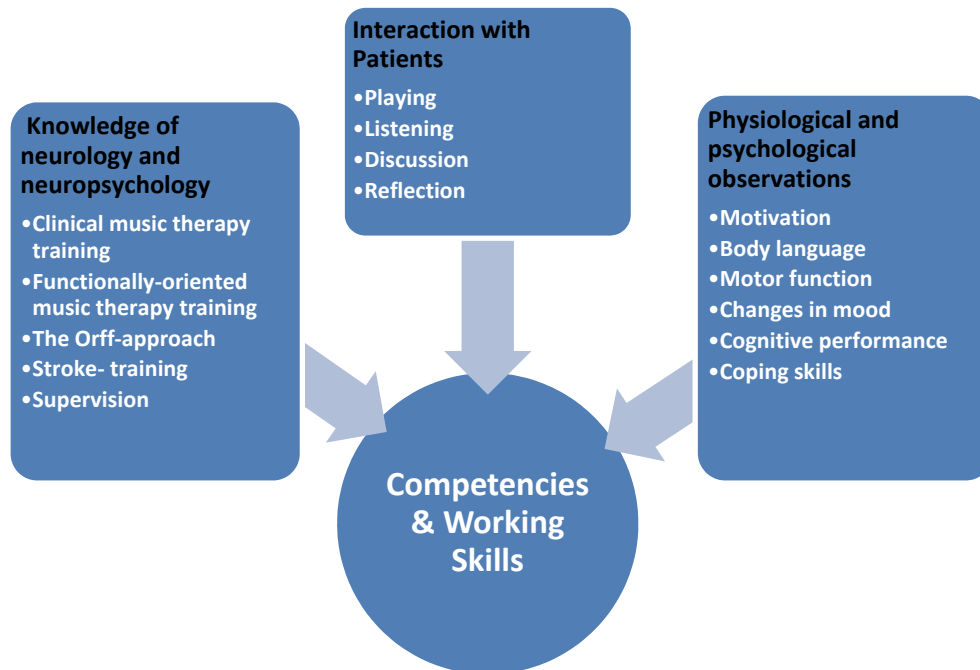 Knowledge of
neurology and
neuropsychology
•Clinical music therapy
training
•Functionally-oriented
music therapy training
•The Orff-approach
•Stroke- training
•Supervision
Interaction with
Patients
•Playing
•Listening
•Discussion
•Reflection
Physiological and
psychological
observations
•Motivation
•Body language
•Motor function
•Changes in mood
•Cognitive performance
•Coping skills
Competencies
& Working
Skills